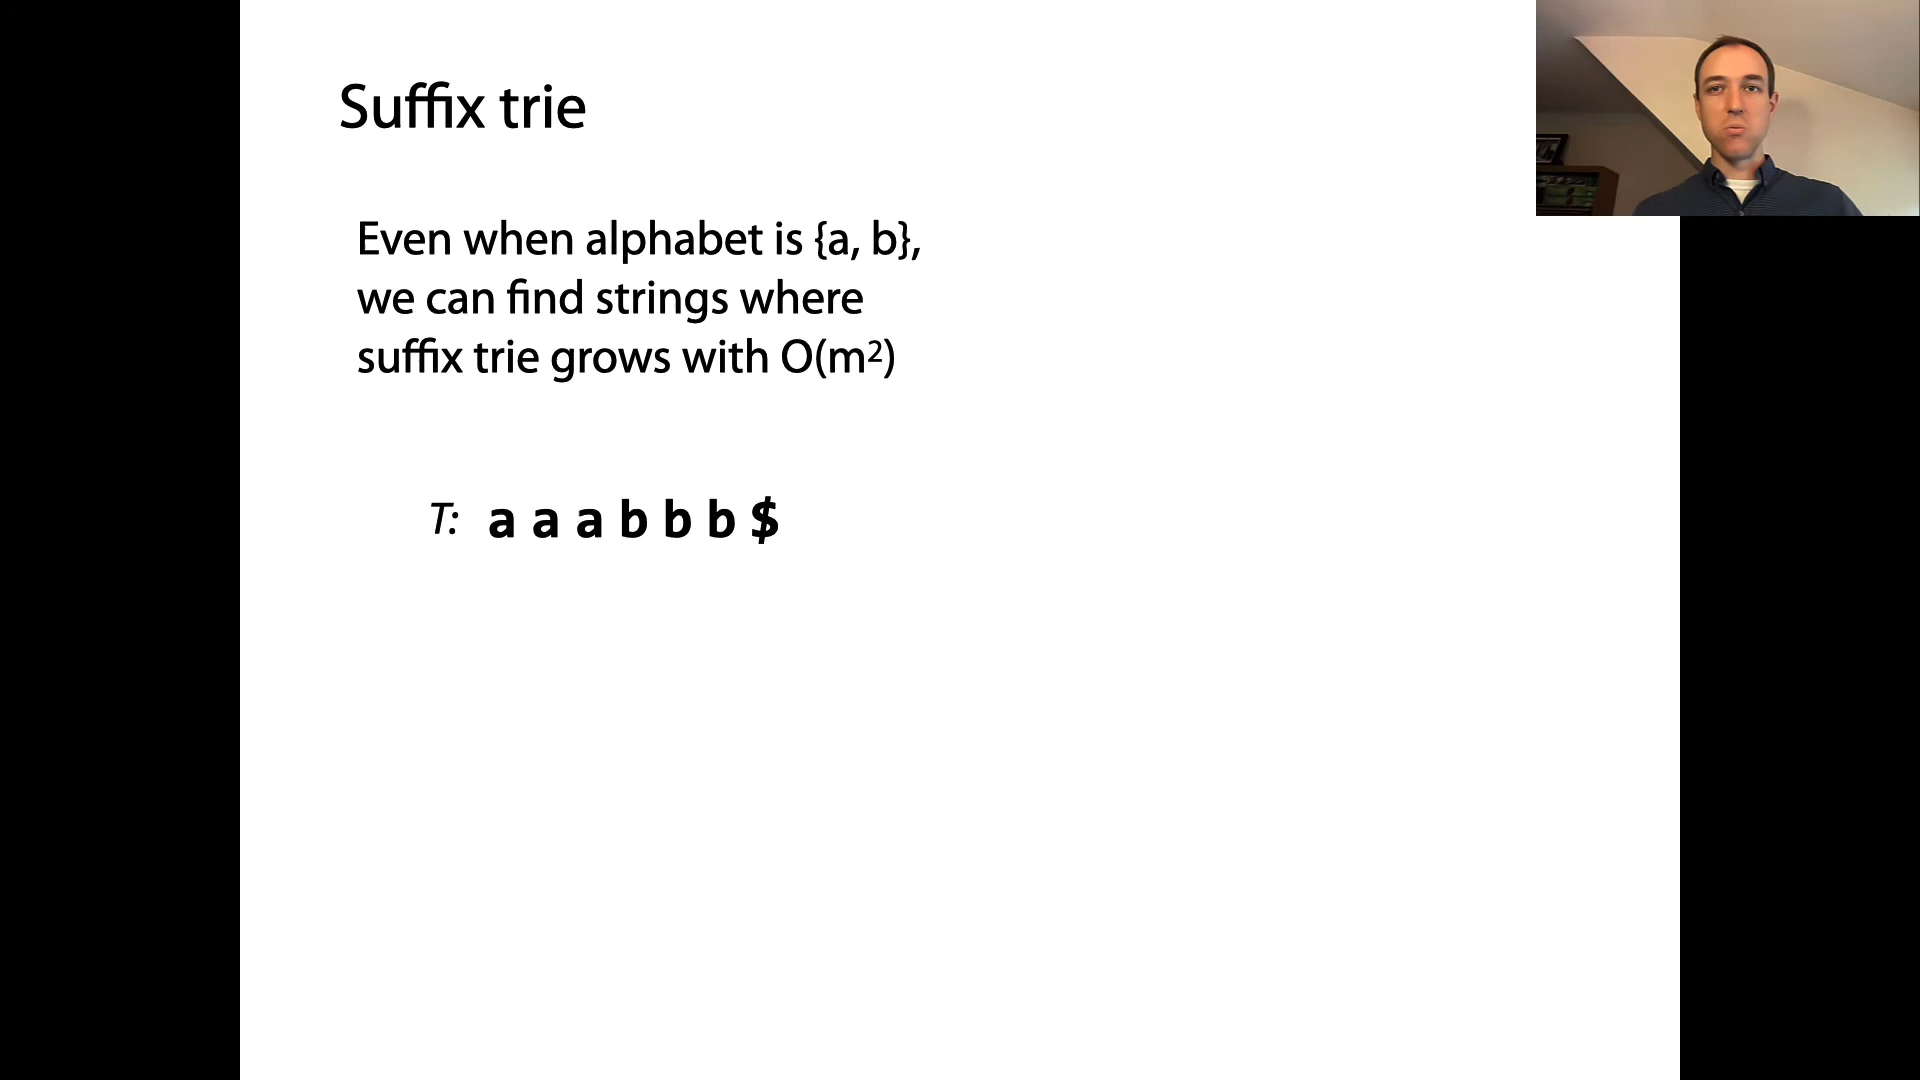 Suffix trie
Even when alphabet is {a, b},
we can find strings where
suffix trie grows with O(m²)
T: a a a b b b $